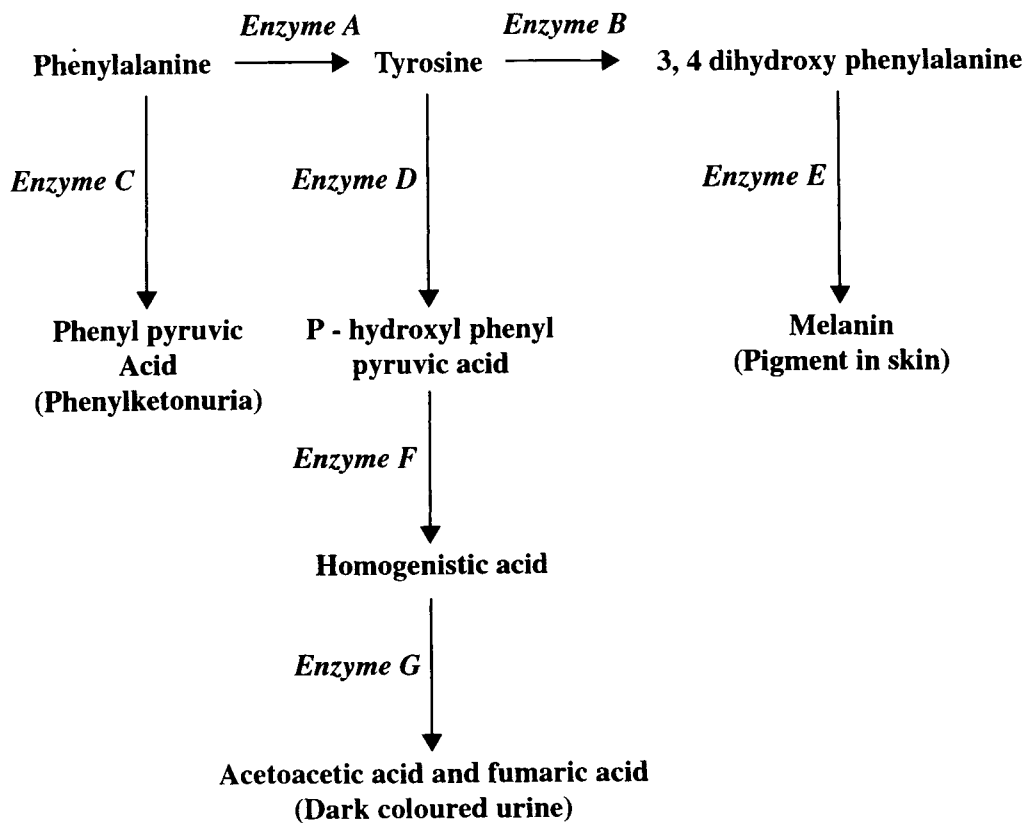 Enzyme A
Enzyme B
Phenylalanine
Tyrosine
3, 4 dihydroxy phenylalanine
Enzyme C
Enzyme D
Enzyme E
Phenyl pyruvic
Acid
(Phenylketonuria)
P - hydroxyl phenyl
pyruvic acid
Melanin
(Pigment in skin)
Enzyme F
Homogenistic acid
Enzyme G
Acetoacetic acid and fumaric acid
(Dark coloured urine)